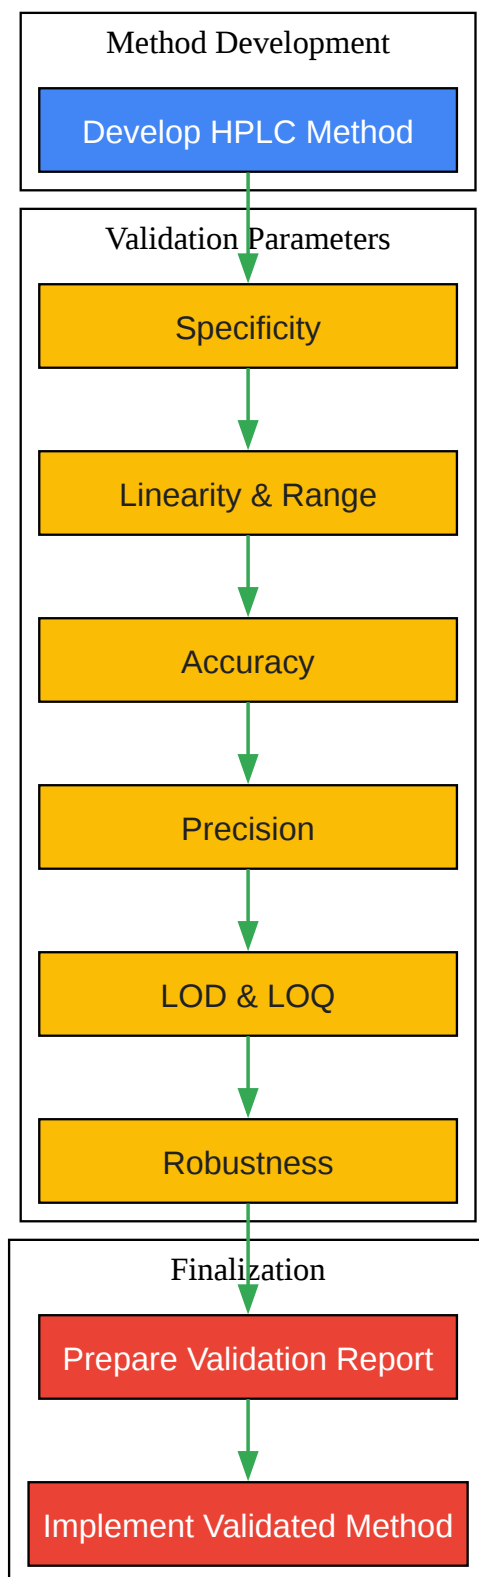 Method Development
Develop HPLC Method
Validation Parameters
Specificity
Linearity & Range
Accuracy
Precision
LOD & LOQ
Robustness
Finalization
Prepare Validation Report
Implement Validated Method